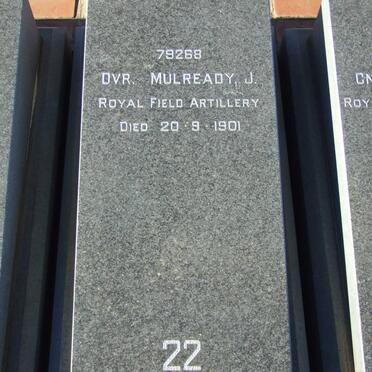 79268
DVR. MULREADY, J.
ROYAL FIELD ARTILLERY
DIED 20-9-1901
22